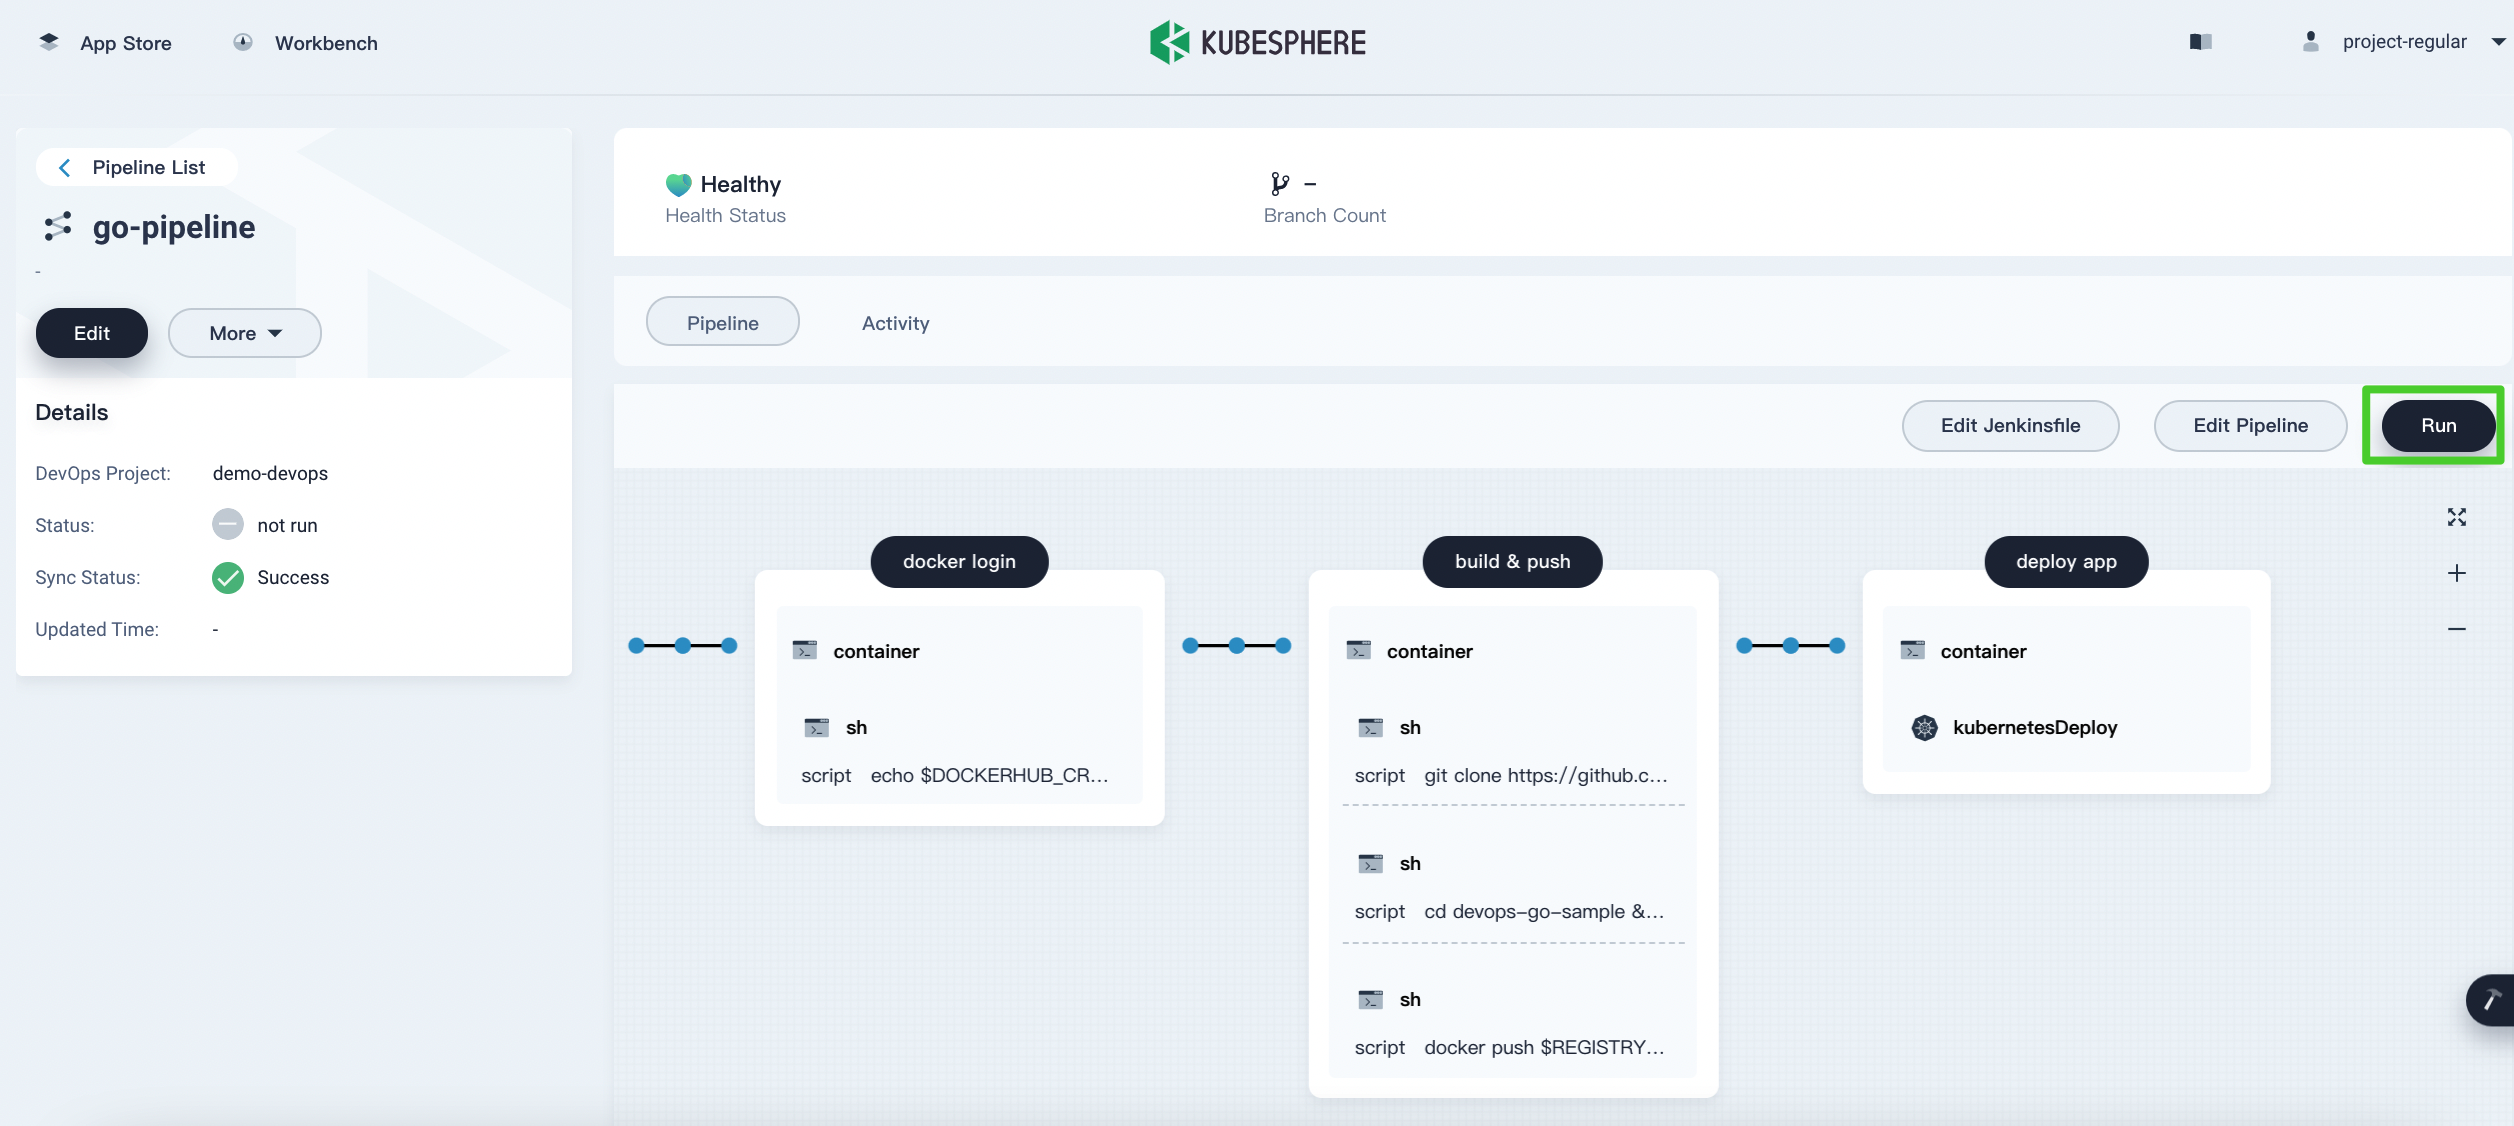 App Store
Workbench
KUBESPHERE
project-regular
Pipeline List
go-pipeline
-
Edit
More
Details
DevOps Project: demo-devops
Status: not run
Sync Status: Success
Updated Time: -
Healthy
Health Status
–
Branch Count
Pipeline
Activity
Edit Jenkinsfile
Edit Pipeline
Run
docker login
container
sh
script echo $DOCKERHUB_CR...
build & push
container
sh
script git clone https://github.c...
sh
script cd devops-go-sample &...
sh
script docker push $REGISTRY...
deploy app
container
kubernetesDeploy